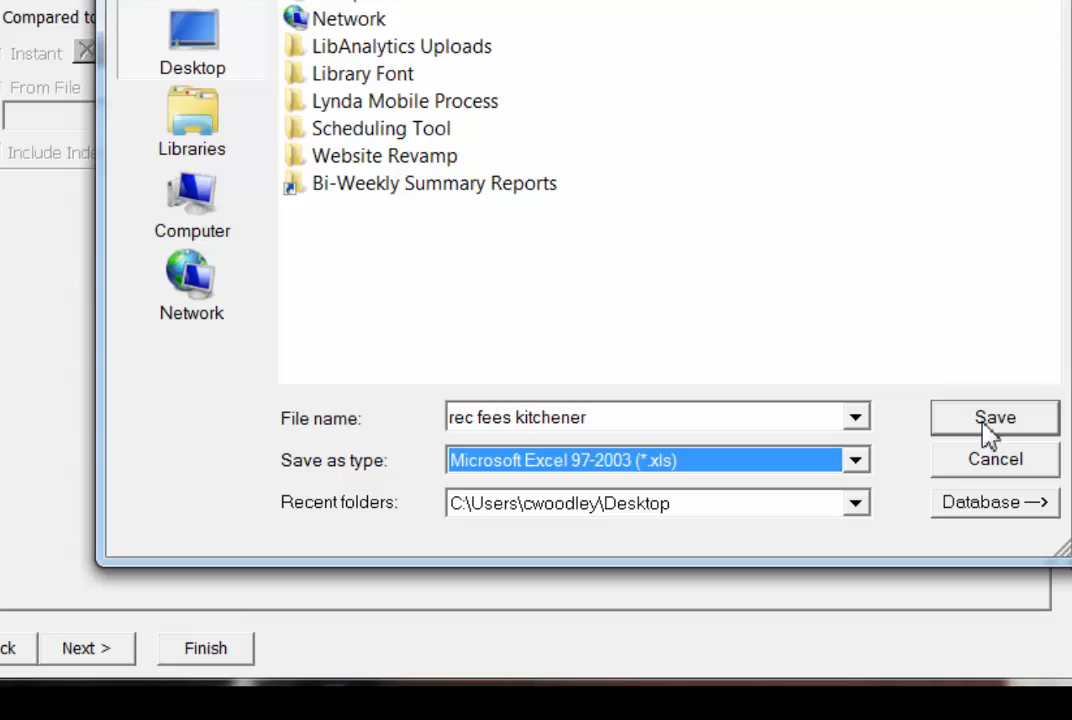 Compared to
Network
Instant
LibAnalytics Uploads
Desktop
Library Font
From File
Lynda Mobile Process
Scheduling Tool
Libraries
Include Inde
Website Revamp
Bi-Weekly Summary Reports
Computer
Network
File name:
rec fees kitchener
Save
Save as type:
Microsoft Excel 97-2003 (*.xls)
Cancel
Recent folders:
C:\Users\cwoodley\Desktop
Database -->
ck
Next >
Finish